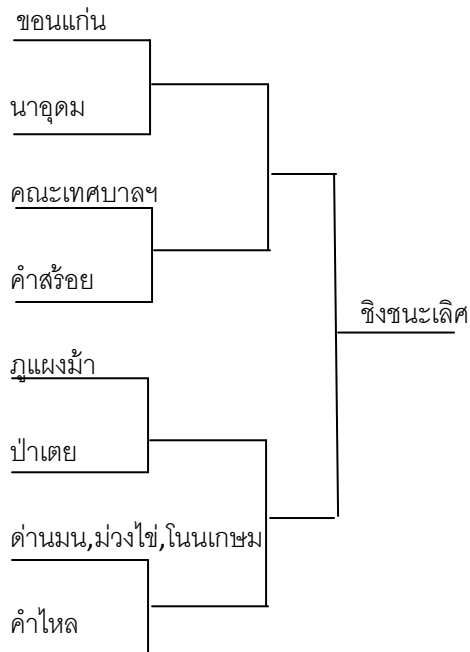 ขอนแก่น
นาอุดม
คณะเทศบาลฯ
คำสร้อย
ชิงชนะเลิศ
ภูแผงม้า
ป่าเตย
ด่านมน,ม่วงไข่,โนนเกษม
คำไหล